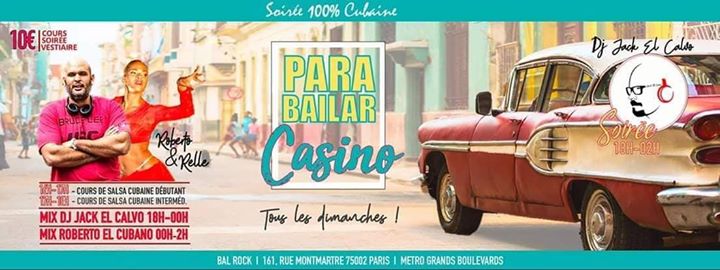 Soirée 100% Cubaine
10€ COURS
SOIRÉE
VESTIAIRE
PARA
BAILAR
Casino
Tous les dimanches !
Roberto
& Kelle
- COURS DE SALSA CUBAINE DÉBUTANT
- COURS DE SALSA CUBAINE INTERMÉD.
MIX DJ JACK EL CALVO 18H-00H
MIX ROBERTO EL CUBANO 00H-2H
Dj Jack El Calvo
Soirée
18H-02H
BAL ROCK I 161, RUE MONTMARTRE 75002 PARIS I METRO GRANDS BOULEVARDS